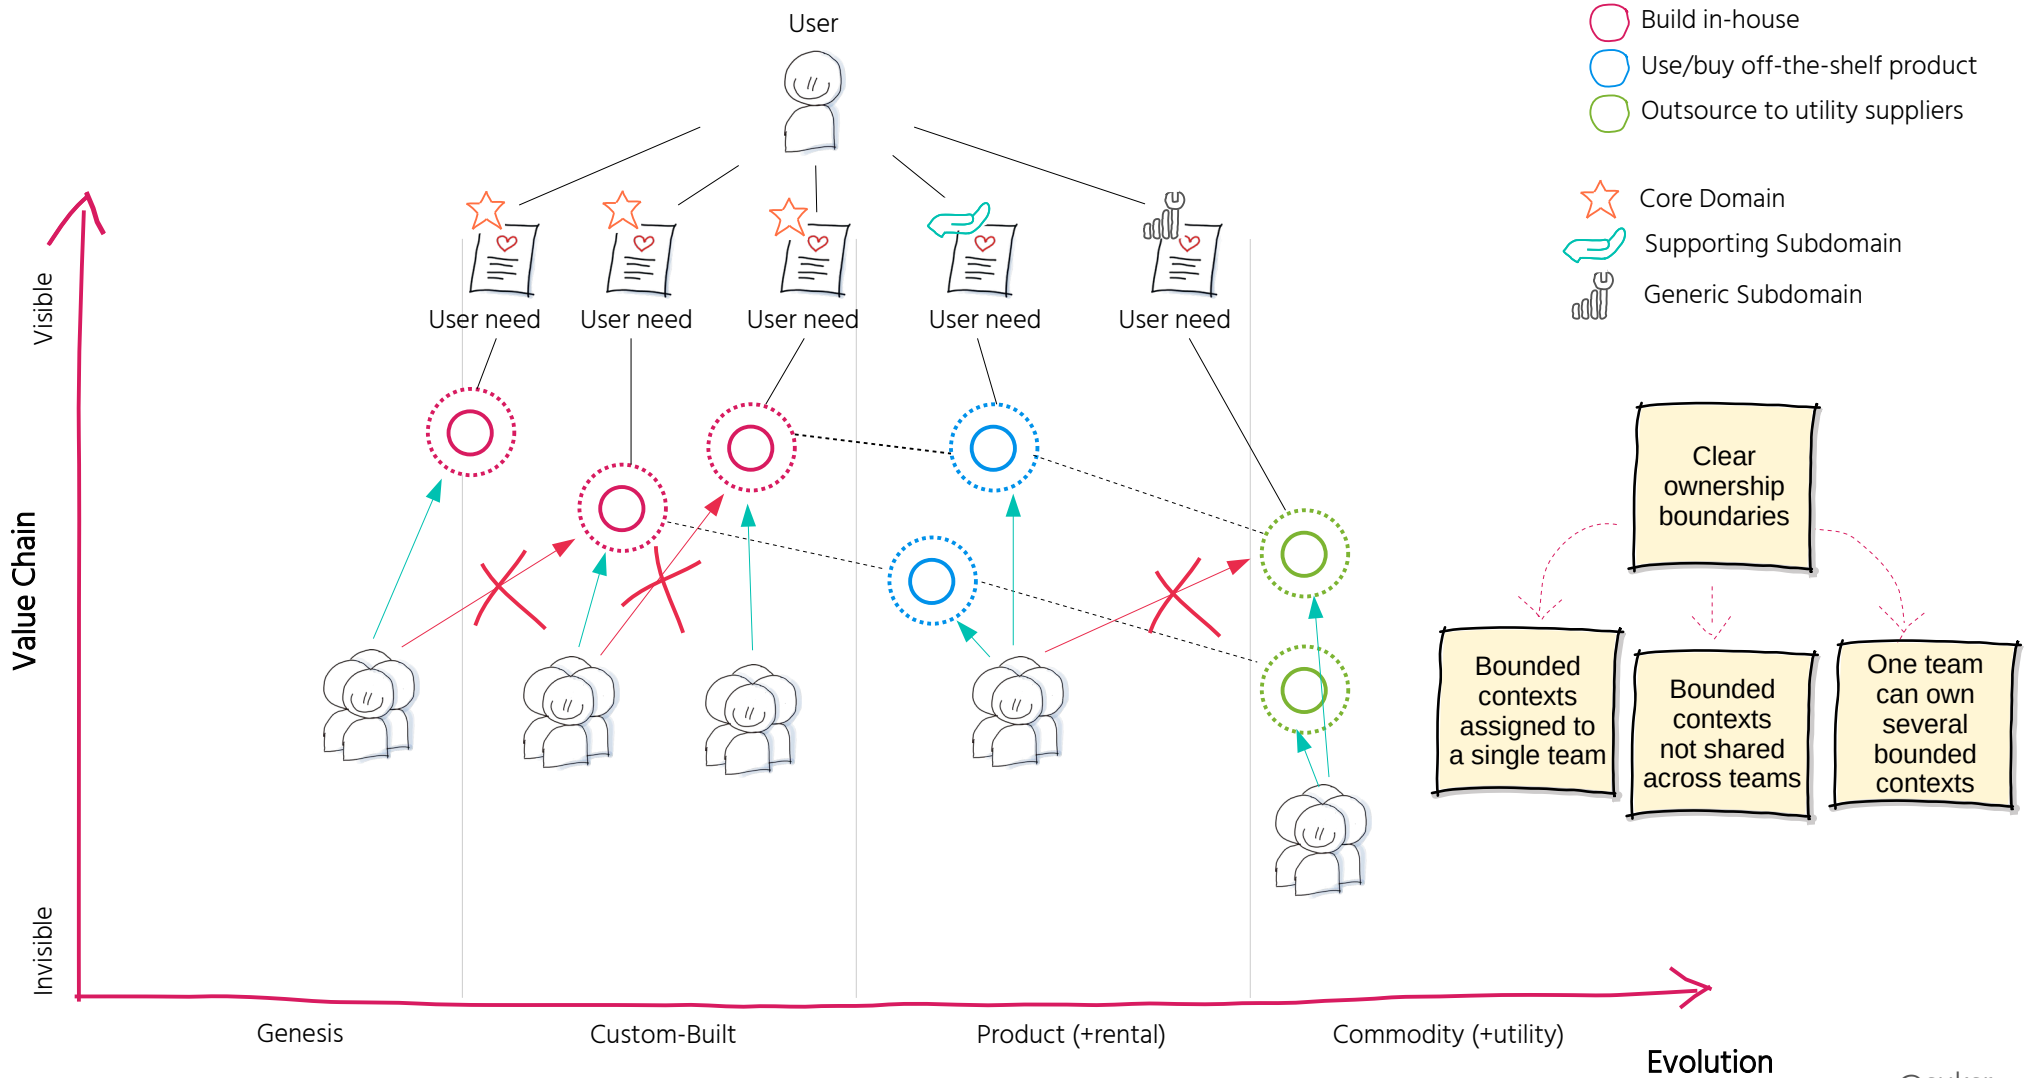 User
Build in-house
Use/buy off-the-shelf product
Outsource to utility suppliers
Core Domain
Supporting Subdomain
Generic Subdomain
Visible
User need
User need
User need
User need
User need
Value Chain
Clear
ownership
boundaries
Bounded
contexts
assigned to
a single team
Bounded
contexts
not shared
across teams
One team
can own
several
bounded
contexts
Invisible
Genesis
Custom-Built
Product (+rental)
Commodity (+utility)
Evolution